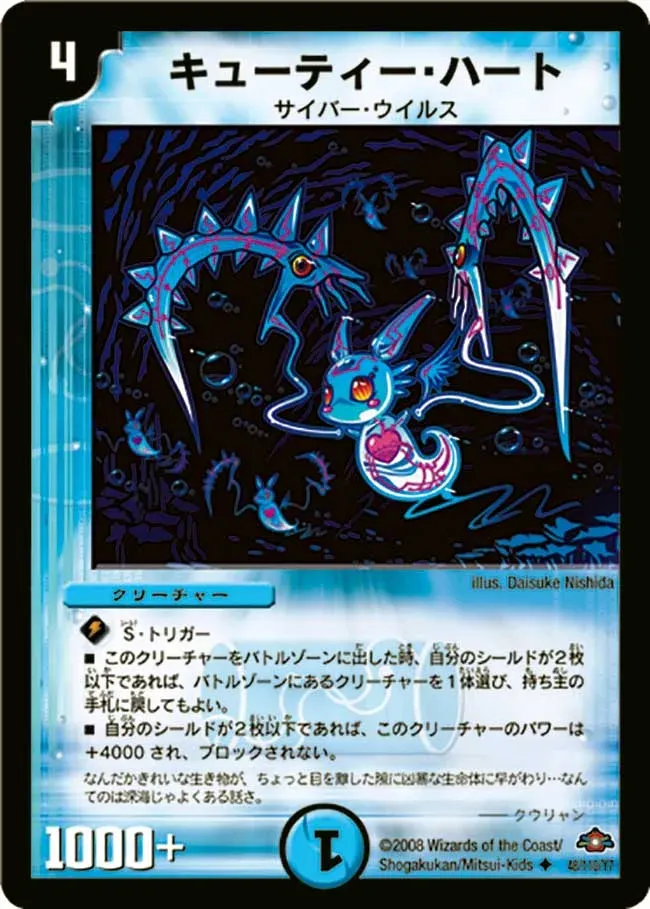 4
キューティー・ハート
サイバー・ウイルス
illus. Daisuke Nishida
クリーチャー
S・トリガー
■ このクリーチャーをバトルゾーンに出した時、自分のシールドが2枚
以下であれば、バトルゾーンにあるクリーチャーを1体選び、持ち主の
手札に戻してもよい。
■ 自分のシールドが2枚以下であれば、このクリーチャーのパワーは
+4000 され、ブロックされない。
なんだかきれいな生き物が、ちょっと目を離した隙に凶暴な生命体に早がわり…なん
てのは深海じゃよくある話さ。
―― クウリャン
1000+
1
©2008 Wizards of the Coast/
Shogakukan/Mitsui-Kids
48/110/Y7